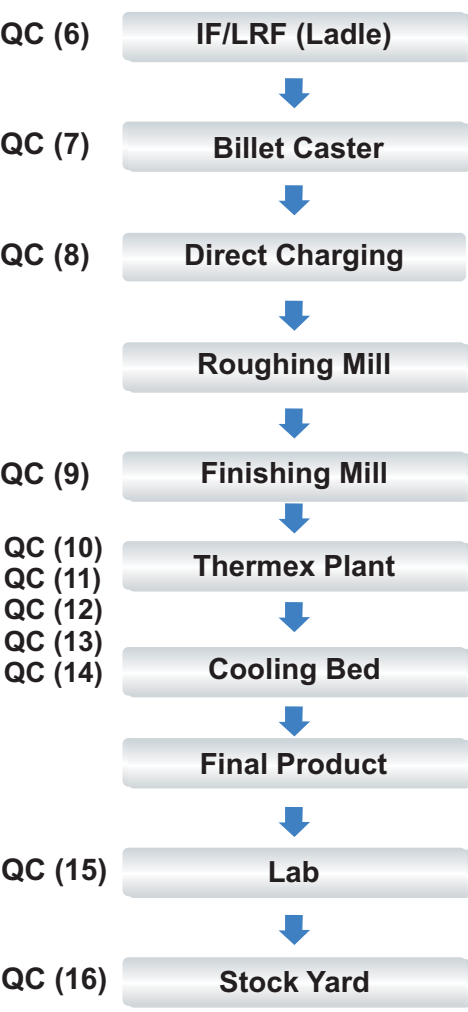 QC (6) IF/LRF (Ladle)
QC (7) Billet Caster
QC (8) Direct Charging
Roughing Mill
QC (9) Finishing Mill
QC (10)
Thermex Plant
QC (11)
QC (12)
QC (13)
QC (14) Cooling Bed
Final Product
QC (15) Lab
QC (16) Stock Yard